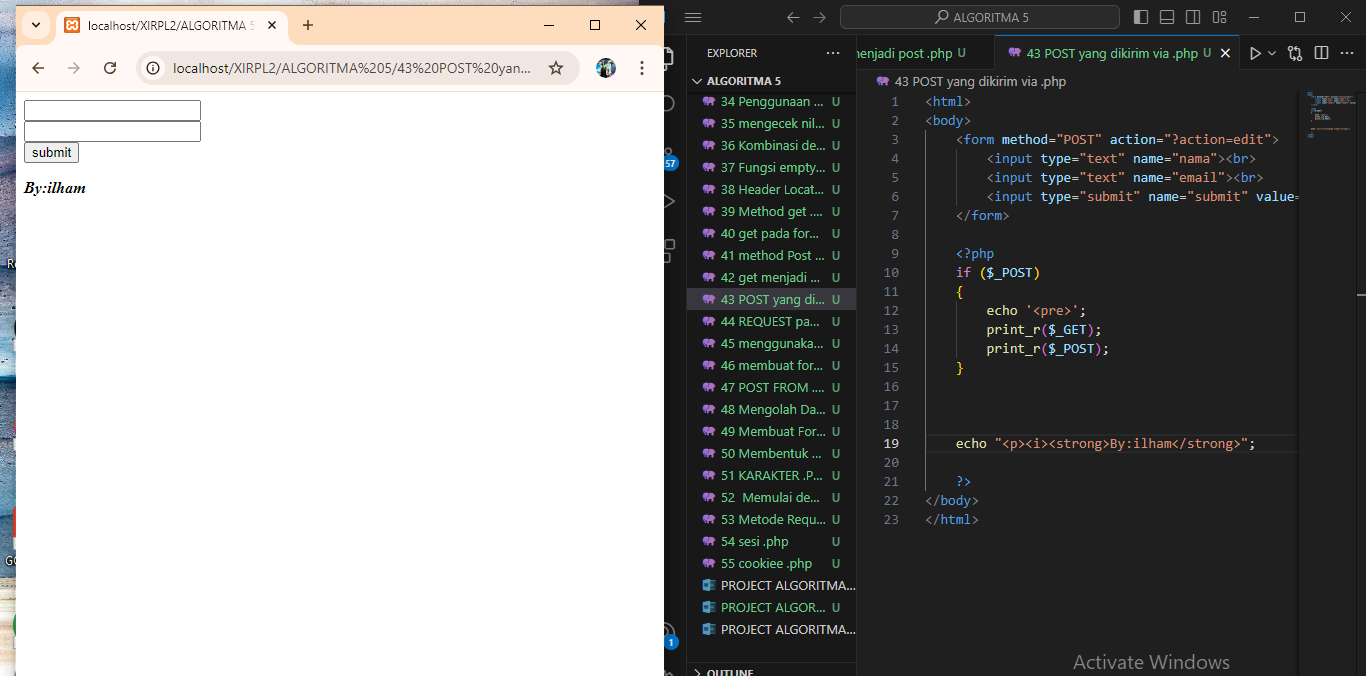 localhost/XIRPL2/ALGORITMA 5
localhost/XIRPL2/ALGORITMA%205/43%20POST%20yan...
submit
By:ilham
ALGORITMA 5
EXPLORER
ALGORITMA 5
34 Penggunaan ... U
35 mengecek nil... U
36 Kombinasi de... U
37 Fungsi empty... U
38 Header Locat... U
39 Method get .... U
40 get pada for... U
41 method Post ... U
42 get menjadi ... U
43 POST yang di... U
44 REQUEST pa... U
45 menggunaka... U
46 membuat for... U
47 POST FROM .... U
48 Mengolah Da... U
49 Membuat For... U
50 Membentuk ... U
51 KARAKTER .P... U
52  Memulai de... U
53 Metode Requ... U
54 sesi .php U
55 cookiee .php U
PROJECT ALGORITMA...
PROJECT ALGOR... U
PROJECT ALGORITMA...
OUTLINE
57
1
menjadi post .php U
43 POST yang dikirim via .php U
43 POST yang dikirim via .php
1 <html>
2 <body>
3 <form method="POST" action="?action=edit">
4 <input type="text" name="nama"><br>
5 <input type="text" name="email"><br>
6 <input type="submit" name="submit" value=
7 </form>
8
9 <?php
10 if ($_POST)
11 {
12 echo '<pre>';
13 print_r($_GET);
14 print_r($_POST);
15 }
16
17
18
19 echo "<p><i><strong>By:ilham</strong>";
20
21 ?>
22 </body>
23 </html>
Activate Windows